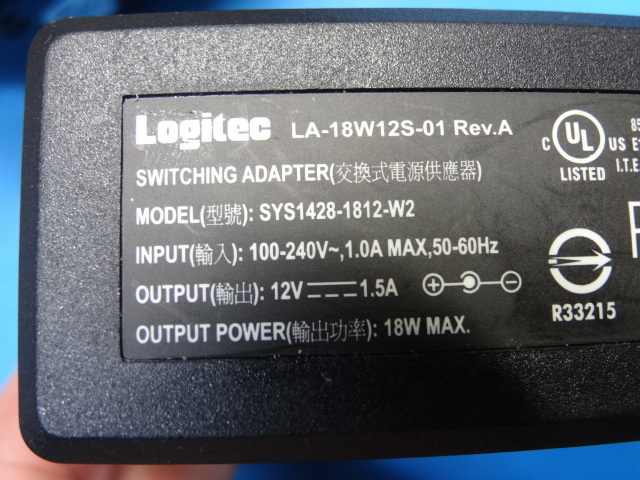 Logitec LA-18W12S-01 Rev.A
SWITCHING ADAPTER(交換式電源供應器)
MODEL(型號): SYS1428-1812-W2
INPUT(輸入): 100-240V~,1.0A MAX,50-60Hz
OUTPUT(輸出): 12V 1.5A
OUTPUT POWER(輸出功率): 18W MAX.
C UL US
LISTED
I.T.E
R33215